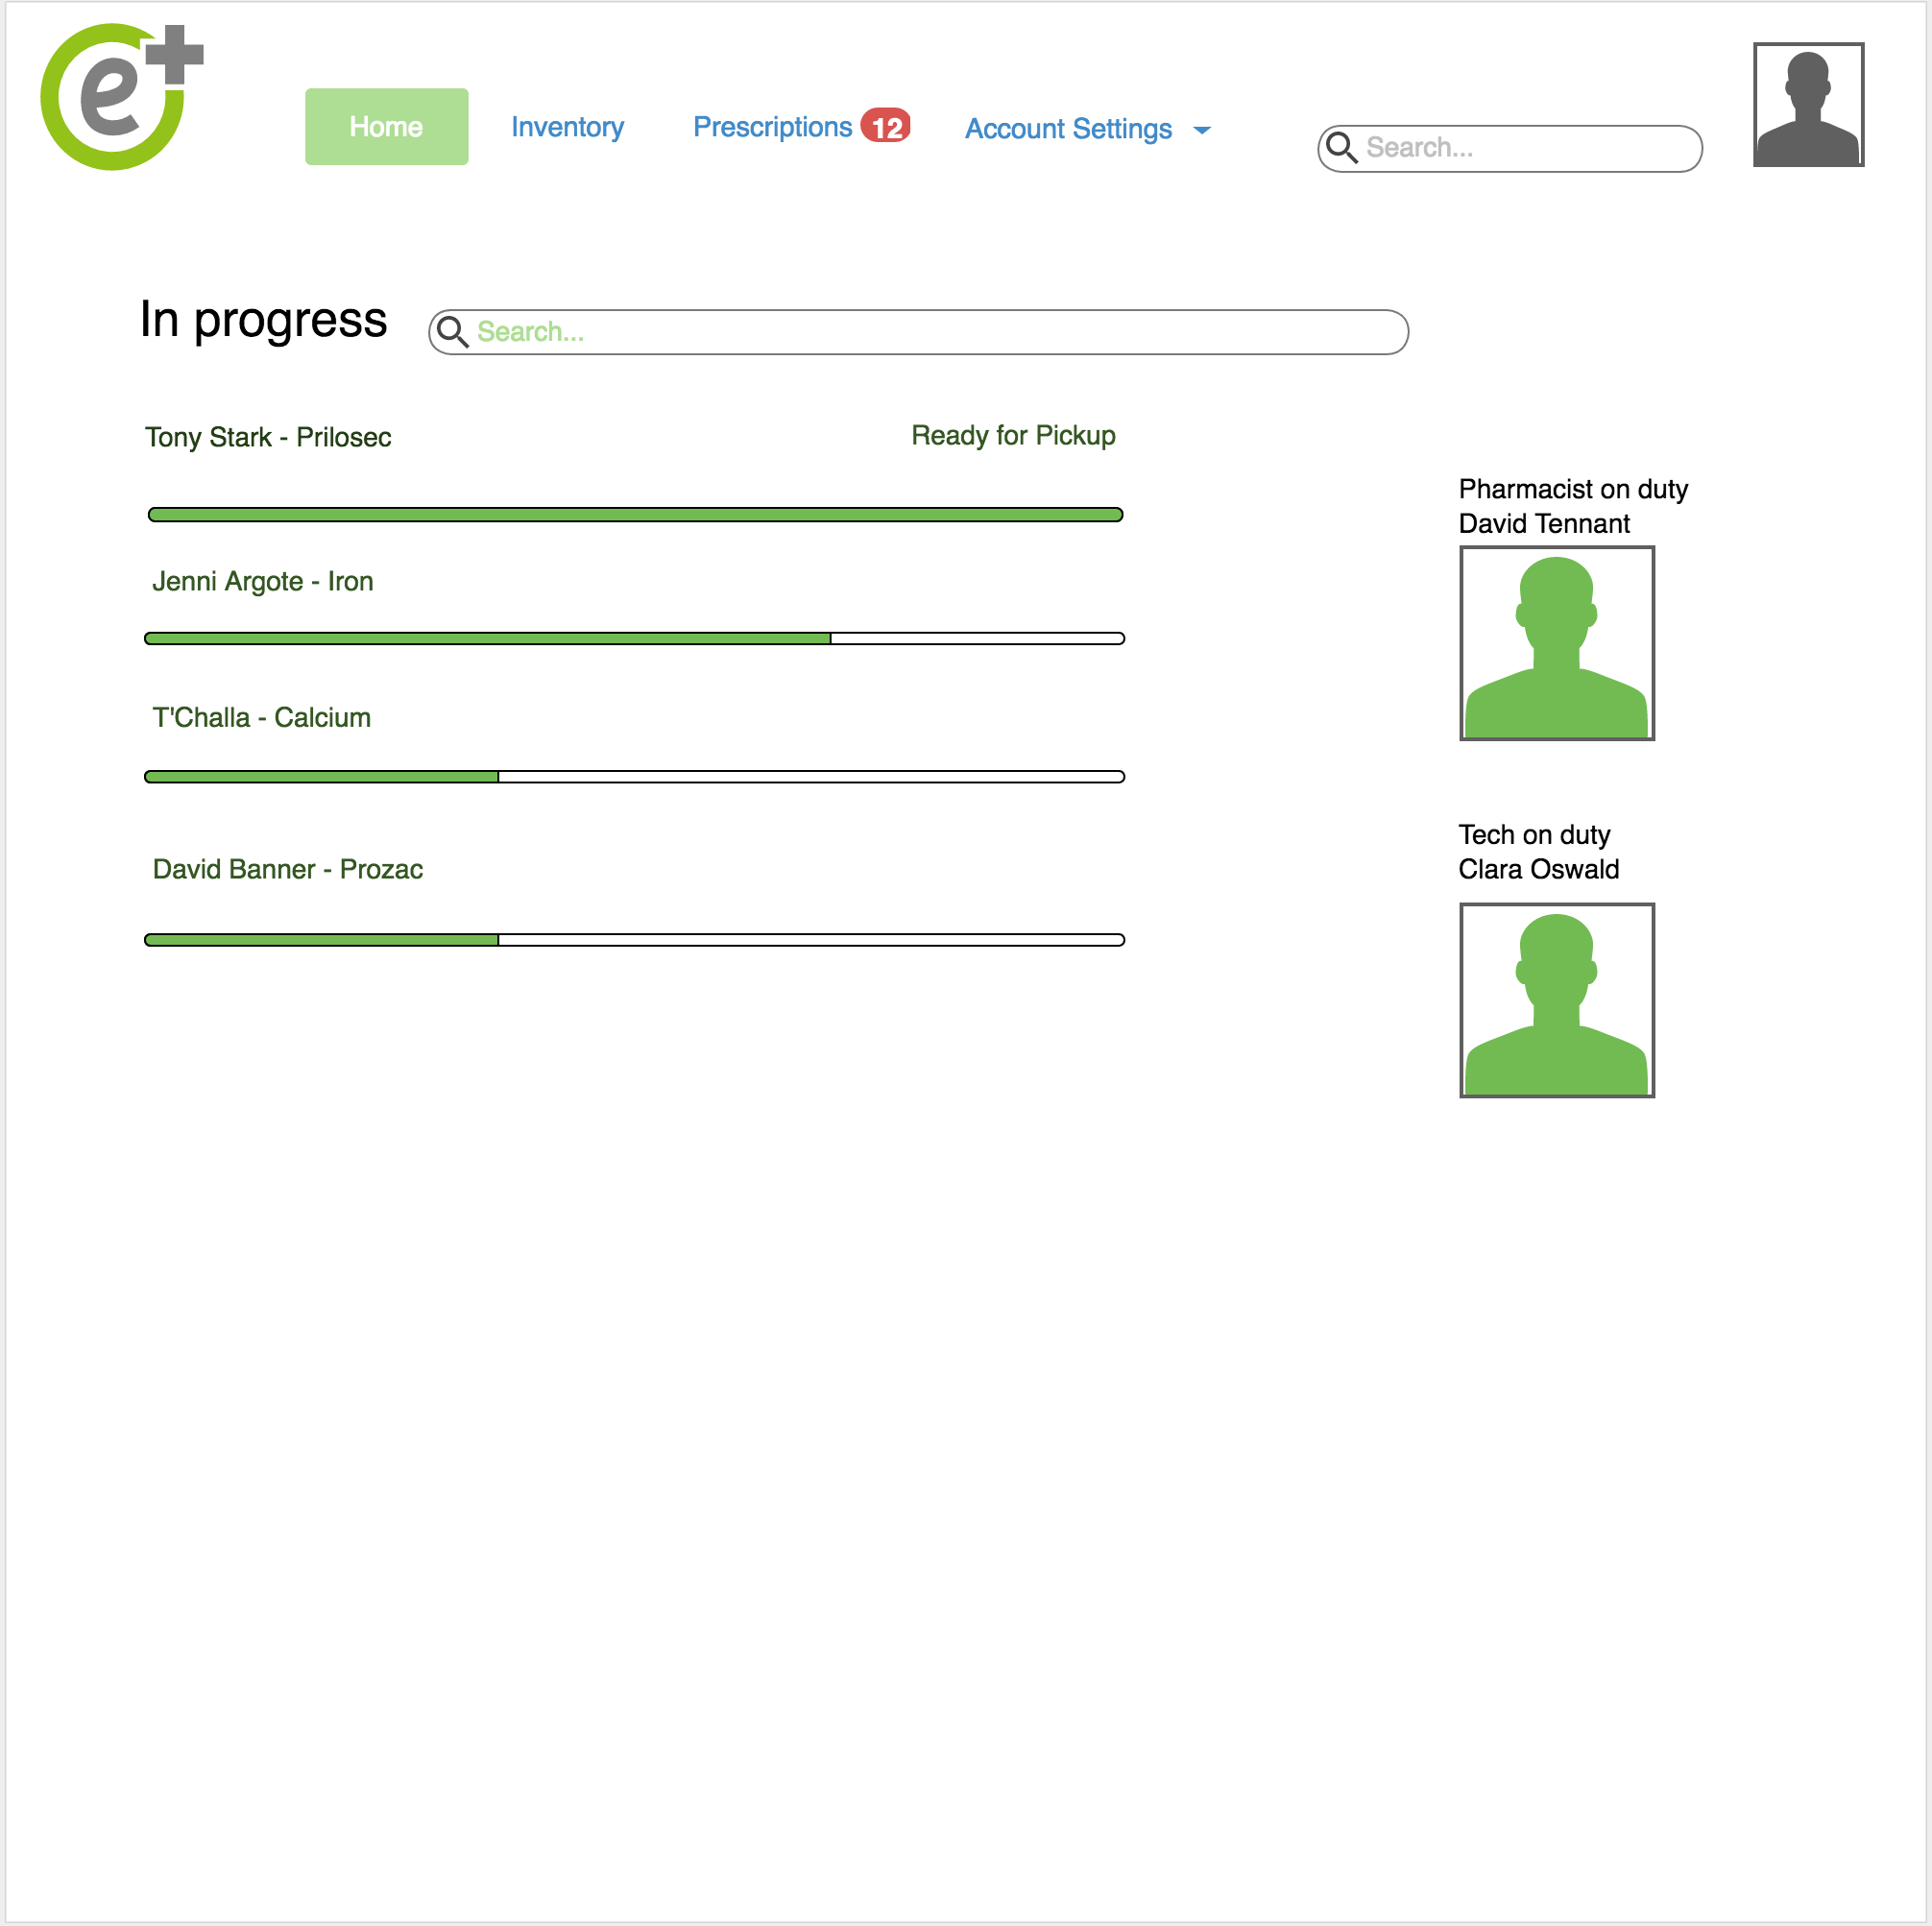 e+
Home
Inventory
Prescriptions 12
Account Settings
Search...
In progress
Search...
Tony Stark - Prilosec
Ready for Pickup
Jenni Argote - Iron
T'Challa - Calcium
David Banner - Prozac
Pharmacist on duty
David Tennant
Tech on duty
Clara Oswald